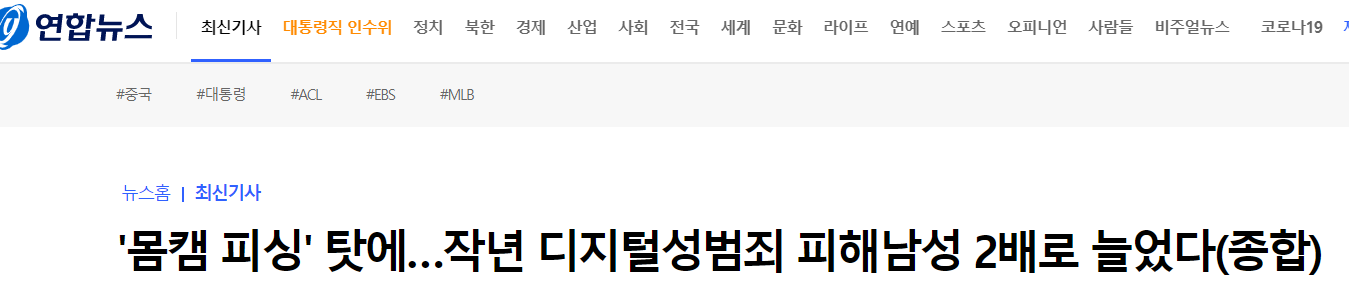 연합뉴스 최신기사 대통령직 인수위 정치 북한 경제 산업 사회 전국 세계 문화 라이프 연예 스포츠 오피니언 사람들 비주얼뉴스 코로나19
#중국 #대통령 #ACL #EBS #MLB
뉴스홈 | 최신기사
'몸캠 피싱' 탓에…작년 디지털성범죄 피해남성 2배로 늘었다(종합)